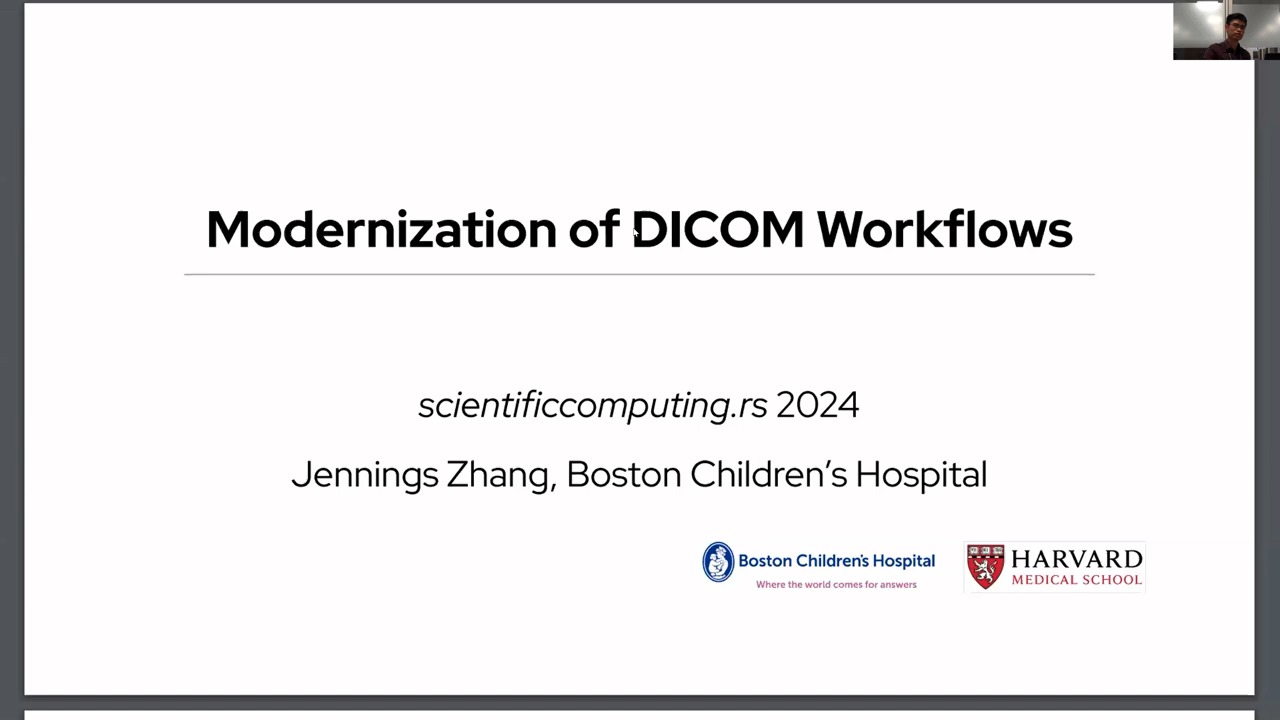 Modernization of DICOM Workflows
scientificcomputing.rs 2024
Jennings Zhang, Boston Children’s Hospital
Boston Children's Hospital
Where the world comes for answers
HARVARD
MEDICAL SCHOOL